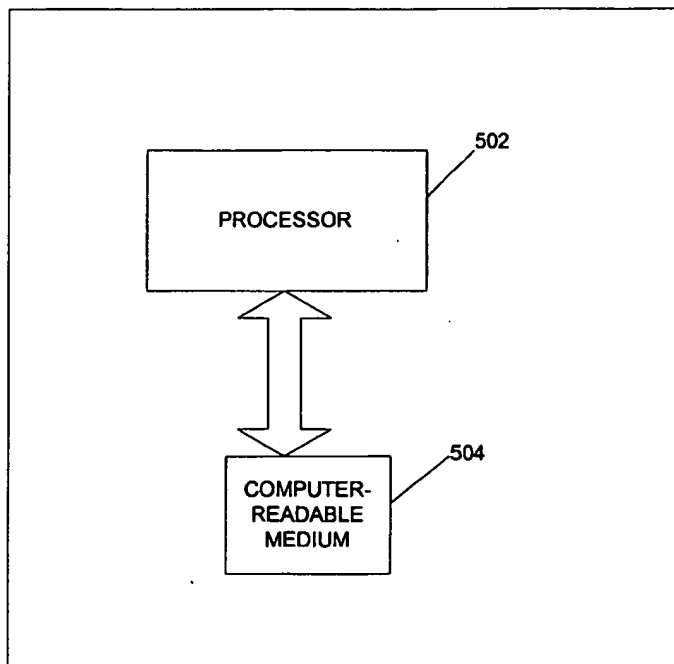 502
PROCESSOR
504
COMPUTER-
READABLE
MEDIUM